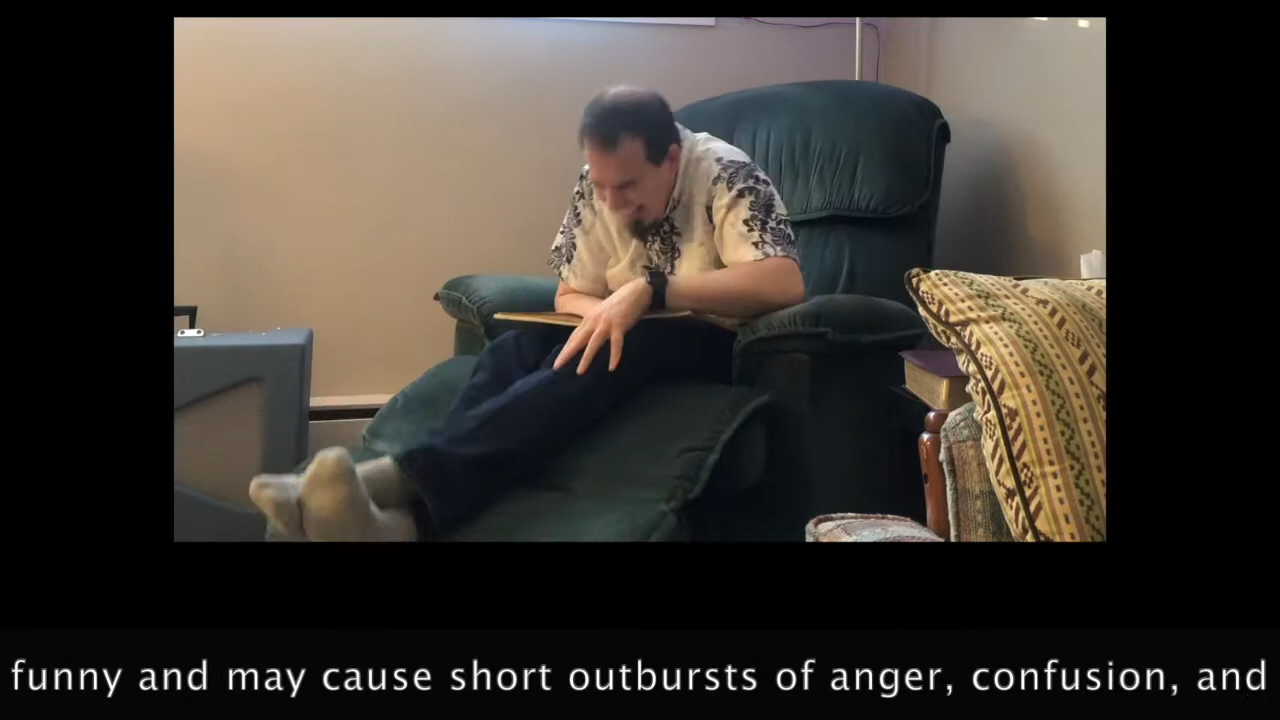 funny and may cause short outbursts of anger, confusion, and